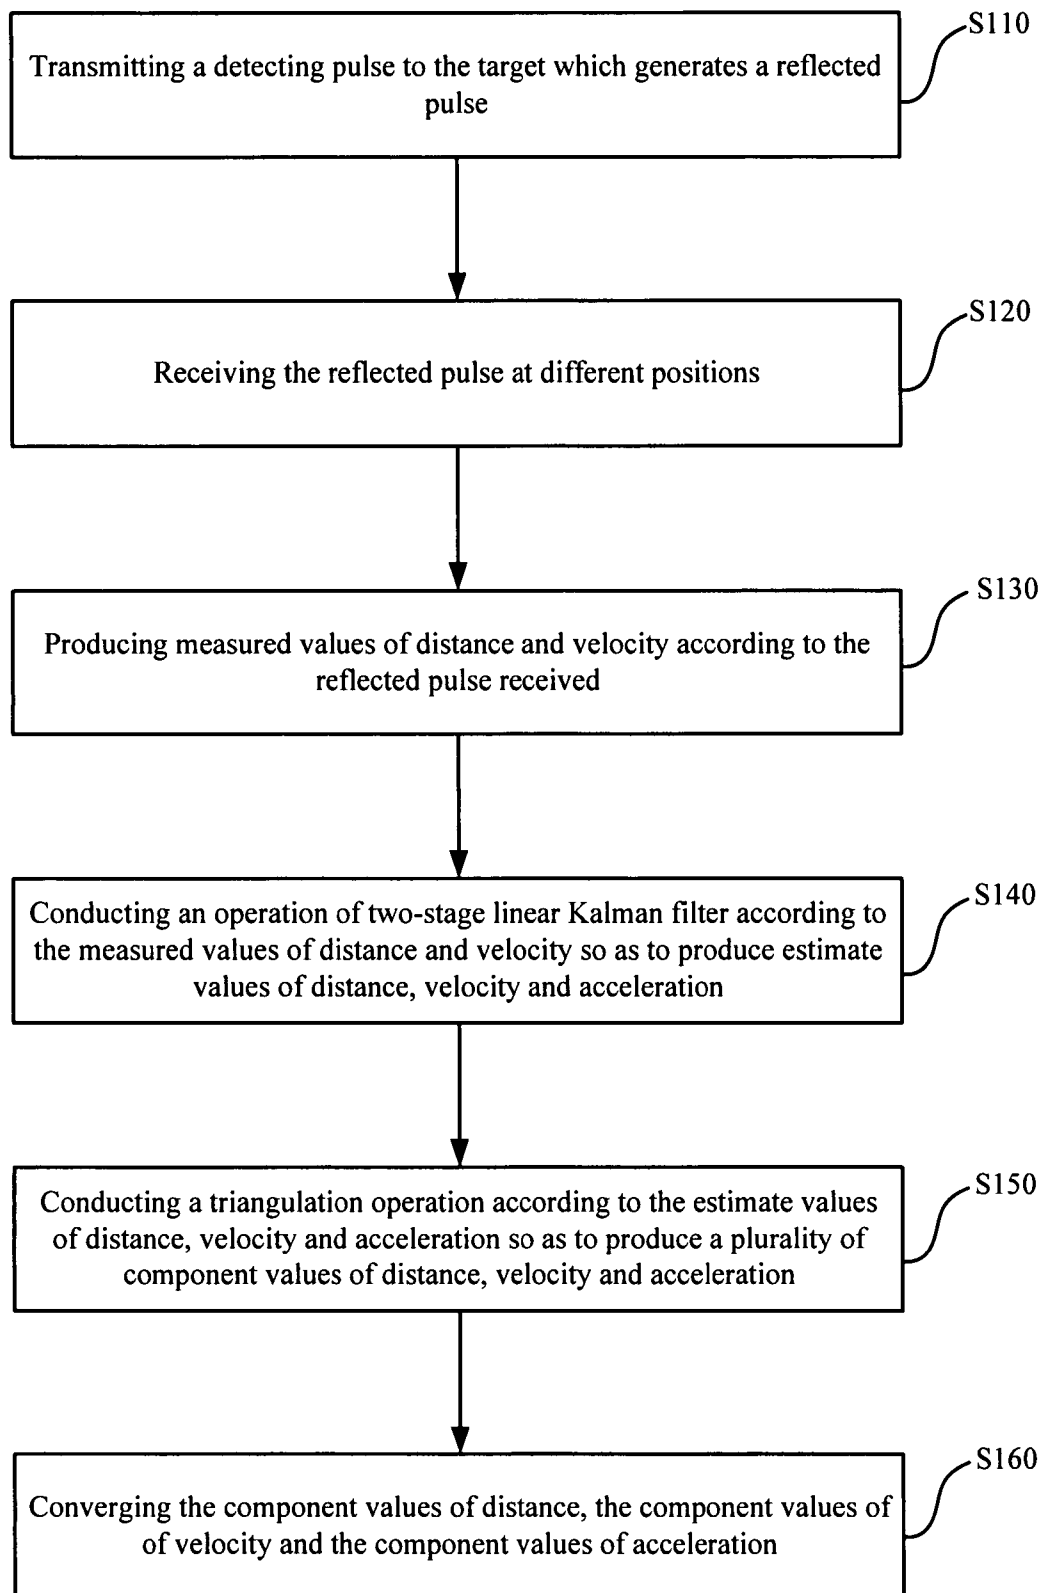 S110
Transmitting a detecting pulse to the target which generates a reflected
pulse
S120
Receiving the reflected pulse at different positions
S130
Producing measured values of distance and velocity according to the
reflected pulse received
S140
Conducting an operation of two-stage linear Kalman filter according to
the measured values of distance and velocity so as to produce estimate
values of distance, velocity and acceleration
S150
Conducting a triangulation operation according to the estimate values
of distance, velocity and acceleration so as to produce a plurality of
component values of distance, velocity and acceleration
S160
Converging the component values of distance, the component values of
of velocity and the component values of acceleration